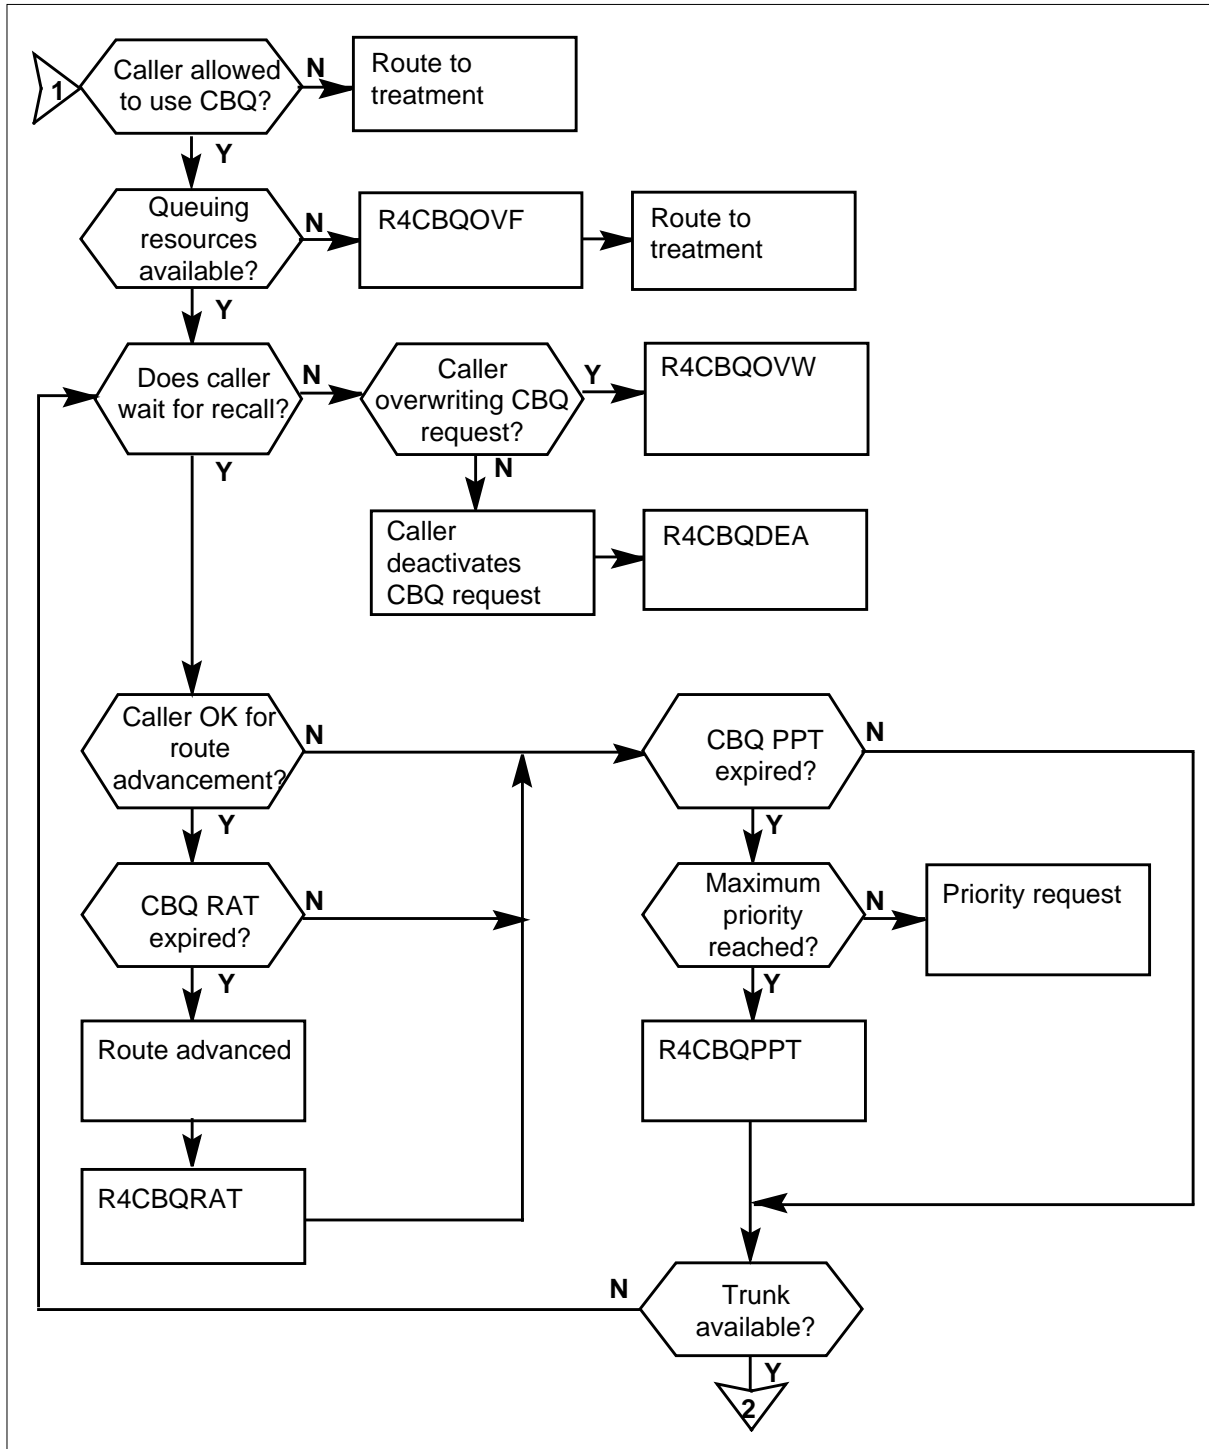 1
Caller allowed
to use CBQ?
N
Route to
treatment
Y
Queuing
resources
available?
N
R4CBQOVF
Route to
treatment
Y
Does caller
wait for recall?
N
Caller
overwriting CBQ
request?
Y
R4CBQOVW
Y
N
Caller
deactivates
CBQ request
R4CBQDEA
Caller OK for
route
advancement?
N
CBQ PPT
expired?
N
Y
Y
CBQ RAT
expired?
N
Maximum
priority
reached?
N
Priority request
Y
Y
Route advanced
R4CBQPPT
R4CBQRAT
N
Trunk
available?
Y
2